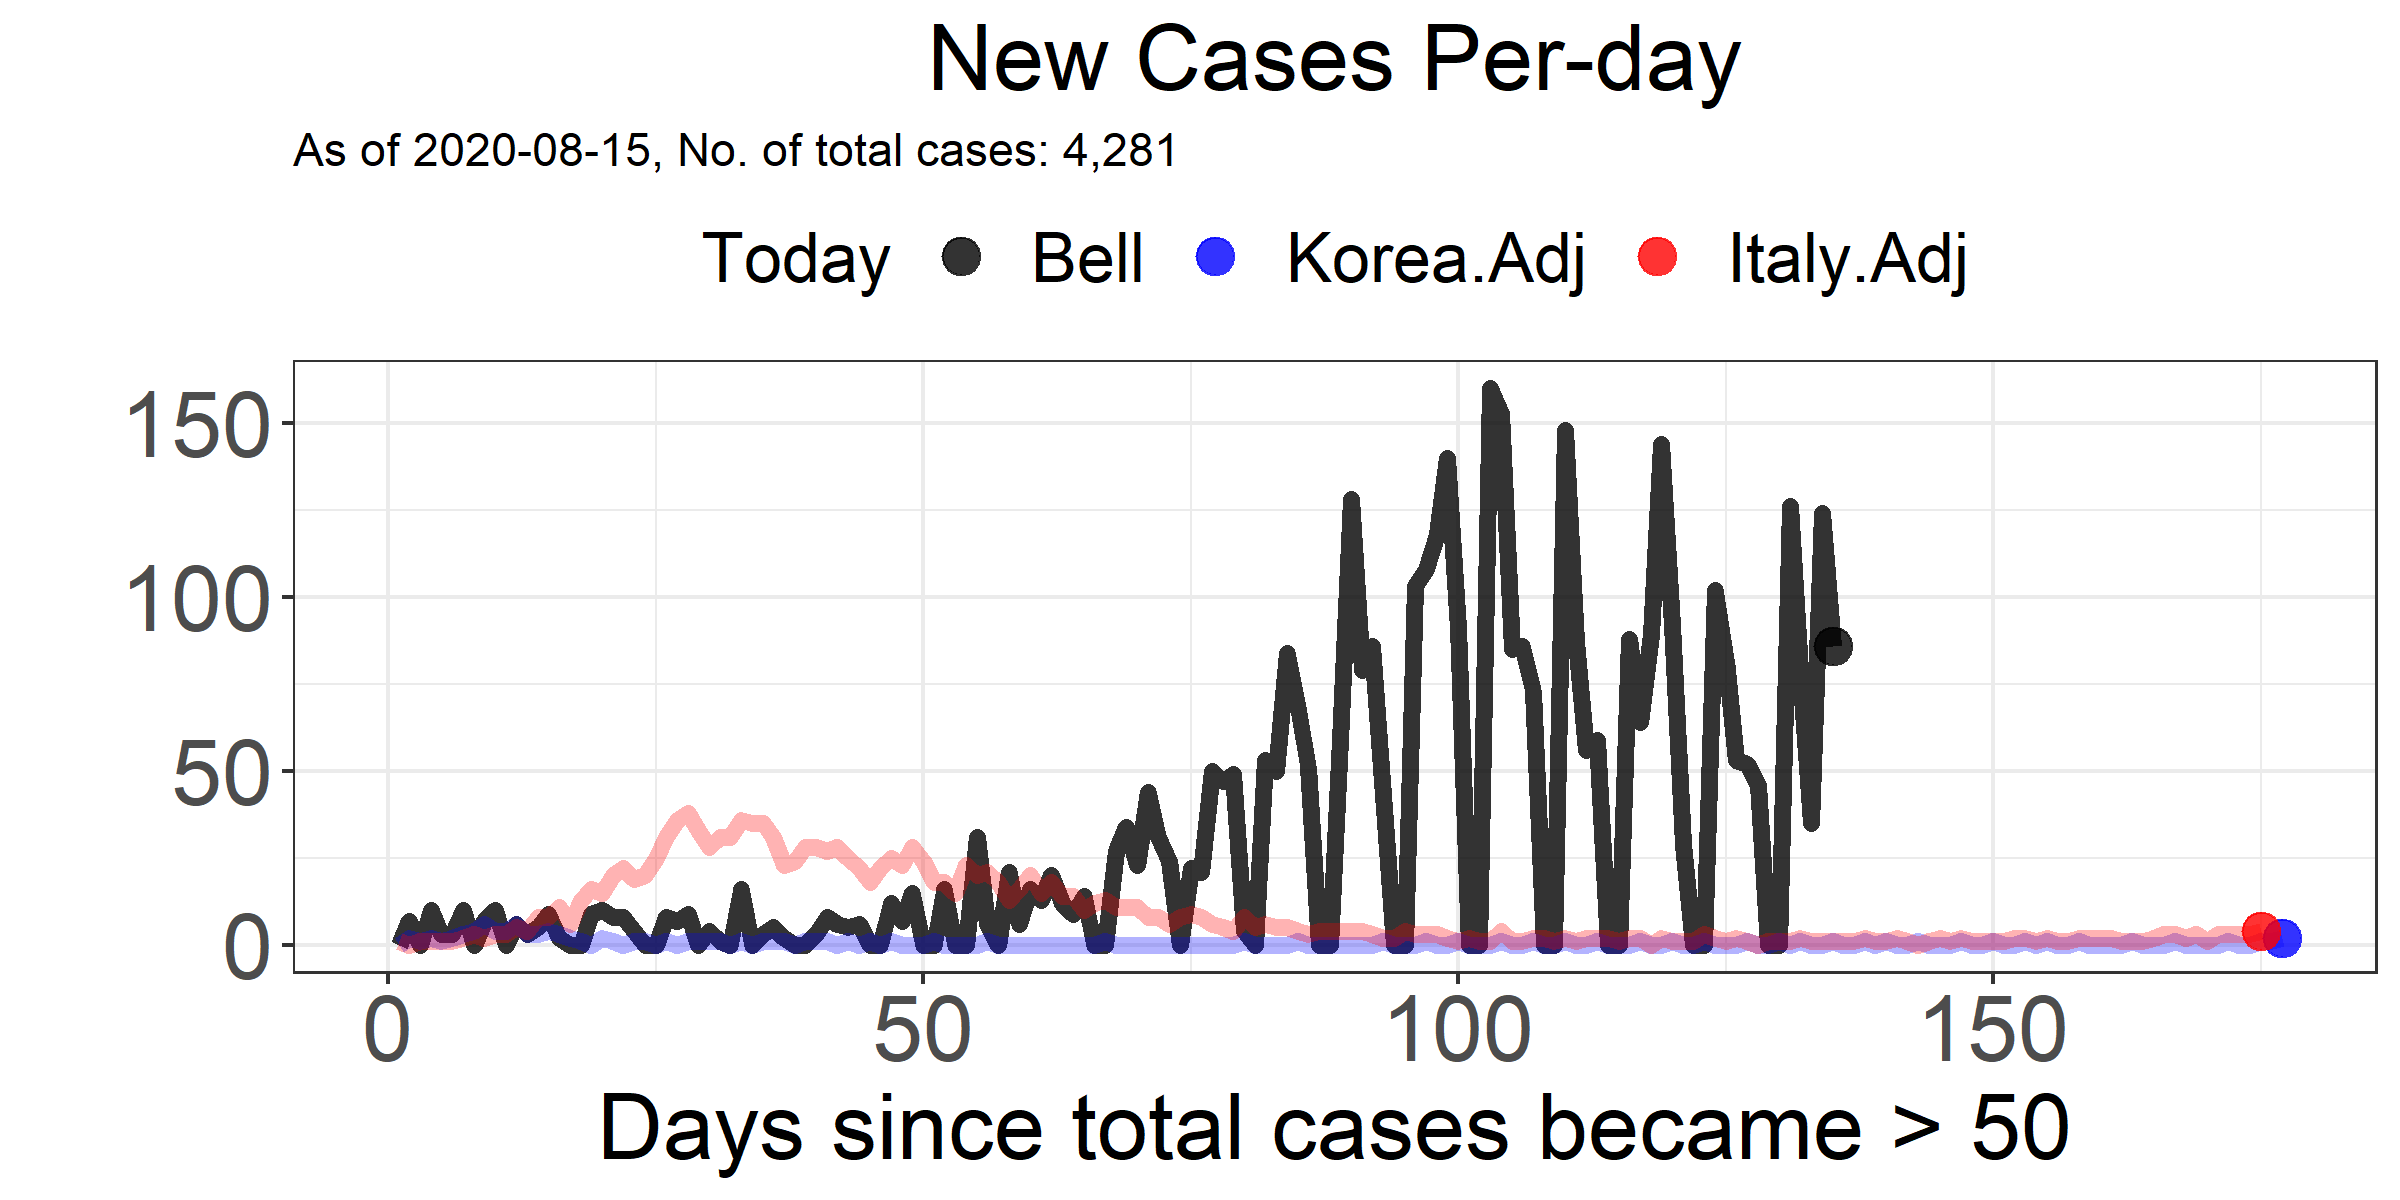 New Cases Per-day
As of 2020-08-15, No. of total cases: 4,281
Today Bell Korea.Adj Italy.Adj
150
100
50
0
0 50 100 150
Days since total cases became > 50